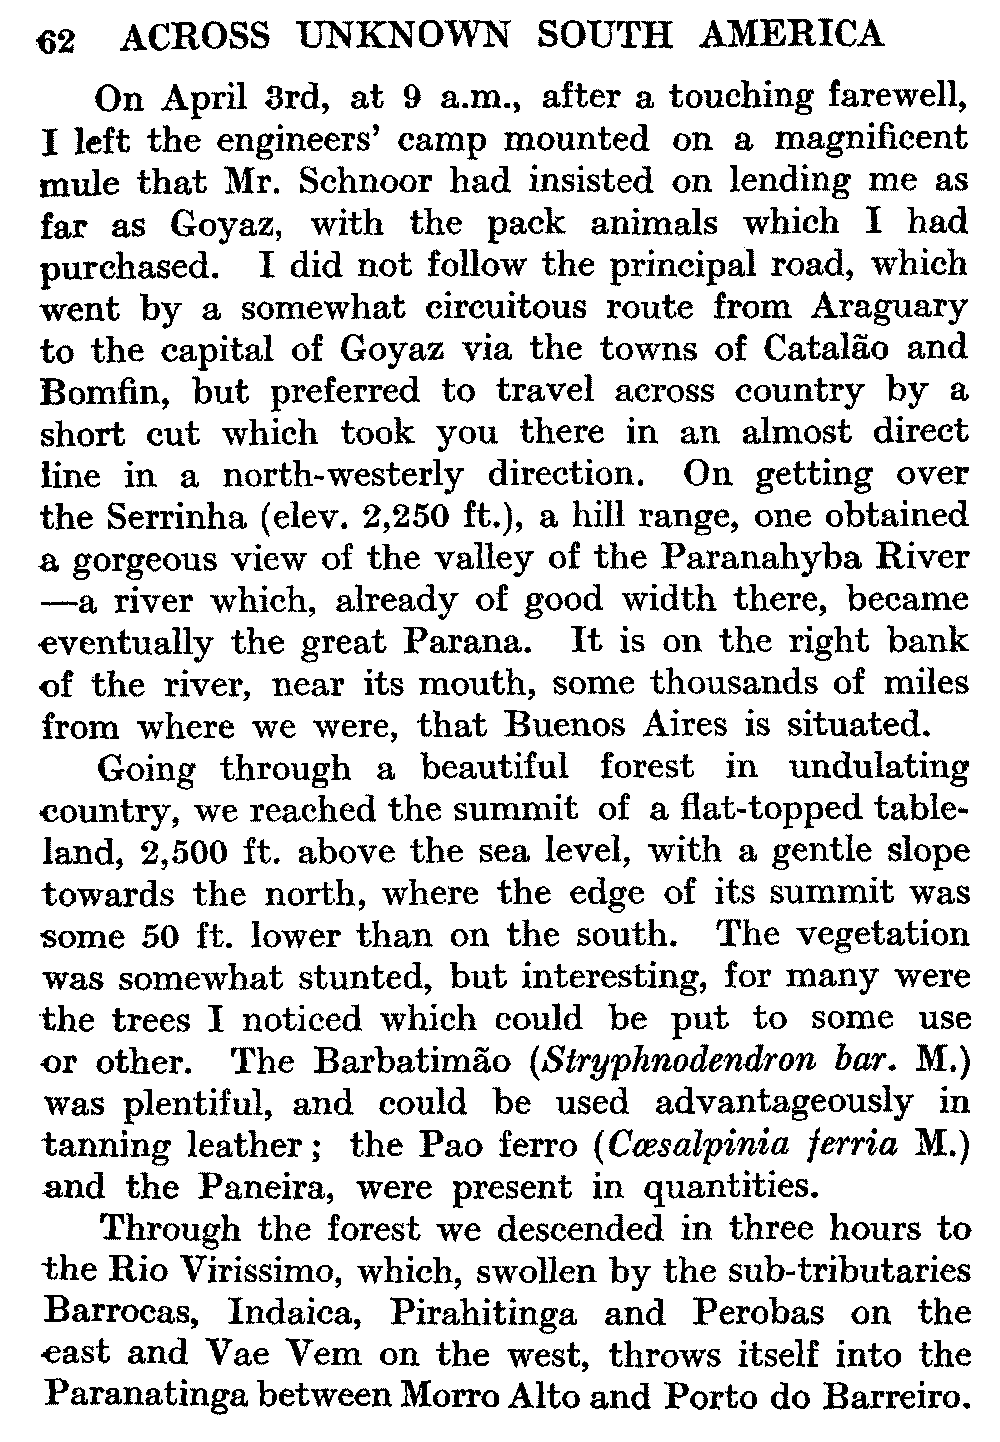 62 ACROSS UNKNOWN SOUTH AMERICA
On April 3rd, at 9 a.m., after a touching farewell,
I left the engineers' camp mounted on a magnificent
mule that Mr. Schnoor had insisted on lending me as
far as Goyaz, with the pack animals which I had
purchased. I did not follow the principal road, which
went by a somewhat circuitous route from Araguary
to the capital of Goyaz via the towns of Catalão and
Bomfin, but preferred to travel across country by a
short cut which took you there in an almost direct
line in a north-westerly direction. On getting over
the Serrinha (elev. 2,250 ft.), a hill range, one obtained
a gorgeous view of the valley of the Paranahyba River
—a river which, already of good width there, became
eventually the great Parana. It is on the right bank
of the river, near its mouth, some thousands of miles
from where we were, that Buenos Aires is situated.
Going through a beautiful forest in undulating
country, we reached the summit of a flat-topped table-
land, 2,500 ft. above the sea level, with a gentle slope
towards the north, where the edge of its summit was
some 50 ft. lower than on the south. The vegetation
was somewhat stunted, but interesting, for many were
the trees I noticed which could be put to some use
or other. The Barbatimão (Stryphnodendron bar. M.)
was plentiful, and could be used advantageously in
tanning leather; the Pao ferro (Cœsalpinia ferria M.)
and the Paneira, were present in quantities.
Through the forest we descended in three hours to
the Rio Virissimo, which, swollen by the sub-tributaries
Barrocas, Indaica, Pirahitinga and Perobas on the
east and Vae Vem on the west, throws itself into the
Paranatinga between Morro Alto and Porto do Barreiro.